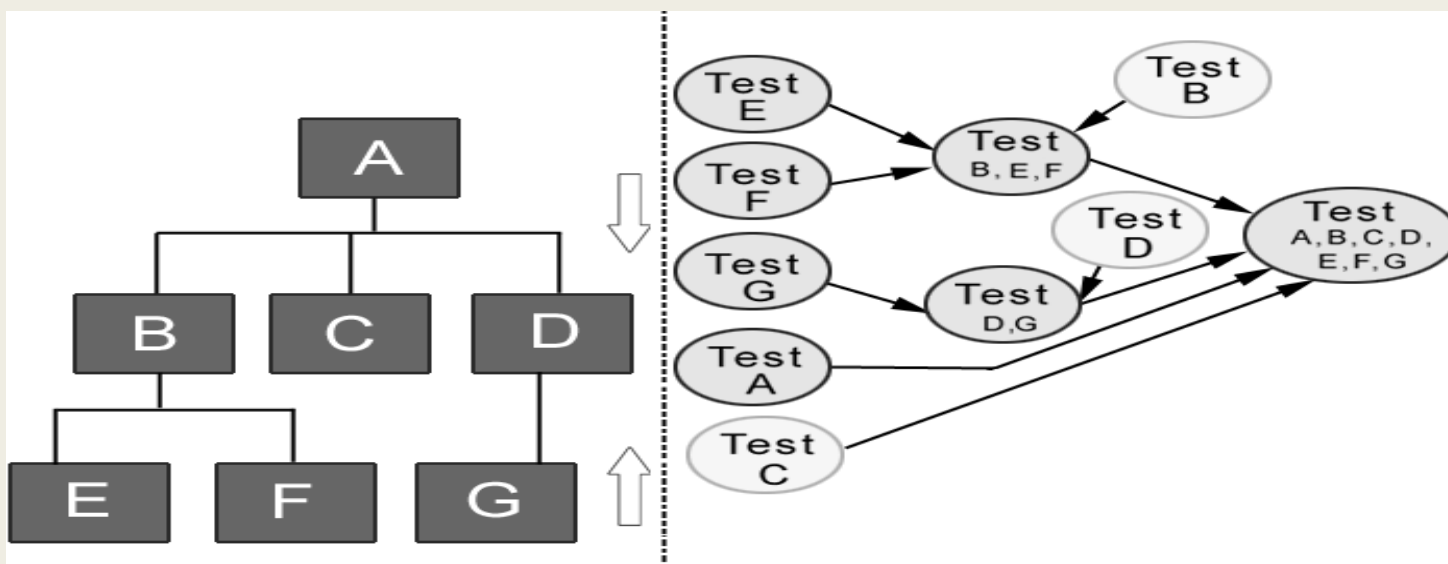 A
B
C
D
E
F
G
Test
E
Test
F
Test
G
Test
A
Test
C
Test
B
Test
B, E, F
Test
D
Test
D,G
Test
A, B, C, D,
E, F, G